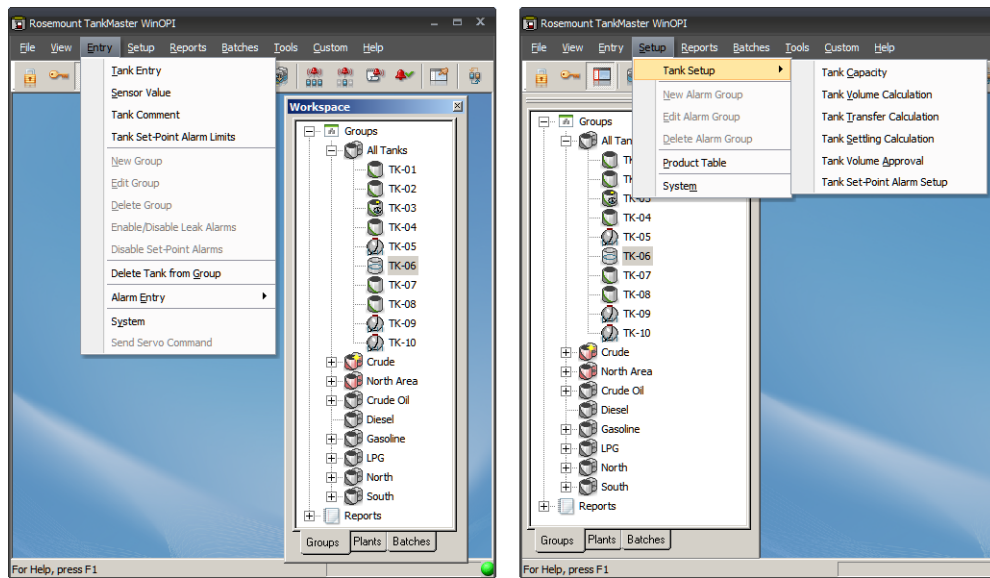 Rosemount TankMaster WinOPI
File View Entry Setup Reports Batches Tools Custom Help
Tank Entry
Sensor Value
Tank Comment
Tank Set-Point Alarm Limits
New Group
Edit Group
Delete Group
Enable/Disable Leak Alarms
Disable Set-Point Alarms
Delete Tank from Group
Alarm Entry
System
Send Servo Command
Workspace
Groups
All Tanks
TK-01
TK-02
TK-03
TK-04
TK-05
TK-06
TK-07
TK-08
TK-09
TK-10
Crude
North Area
Crude Oil
Diesel
Gasoline
LPG
North
South
Reports
Groups Plants Batches
For Help, press F1
Rosemount TankMaster WinOPI
File View Entry Setup Reports Batches Tools Custom Help
Tank Setup
New Alarm Group
Edit Alarm Group
Delete Alarm Group
Product Table
System
Tank Capacity
Tank Volume Calculation
Tank Transfer Calculation
Tank Settling Calculation
Tank Volume Approval
Tank Set-Point Alarm Setup
Groups
All Tan
TK-03
TK-04
TK-05
TK-06
TK-07
TK-08
TK-09
TK-10
Crude
North Area
Crude Oil
Diesel
Gasoline
LPG
North
South
Reports
Groups Plants Batches
For Help, press F1